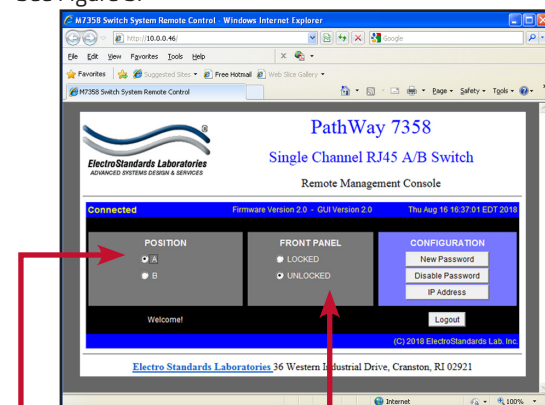 M7358 Switch System Remote Control - Windows Internet Explorer
http://10.0.0.46/
Google
File Edit View Favorites Tools Help
Favorites Suggested Sites Free Hotmail Web Slice Gallery
M7358 Switch System Remote Control
Page Safety Tools
PathWay 7358
ElectroStandards Laboratories
ADVANCED SYSTEMS DESIGN & SERVICES
Single Channel RJ45 A/B Switch
Remote Management Console
Connected Firmware Version 2.0 - GUI Version 2.0 Thu Aug 16 16:37:01 EDT 2018
POSITION FRONT PANEL CONFIGURATION
A LOCKED New Password
B UNLOCKED Disable Password
IP Address
Welcome! Logout
(C) 2018 ElectroStandards Lab. Inc.
Electro Standards Laboratories 36 Western Industrial Drive, Cranston, RI 02921
Internet 100%